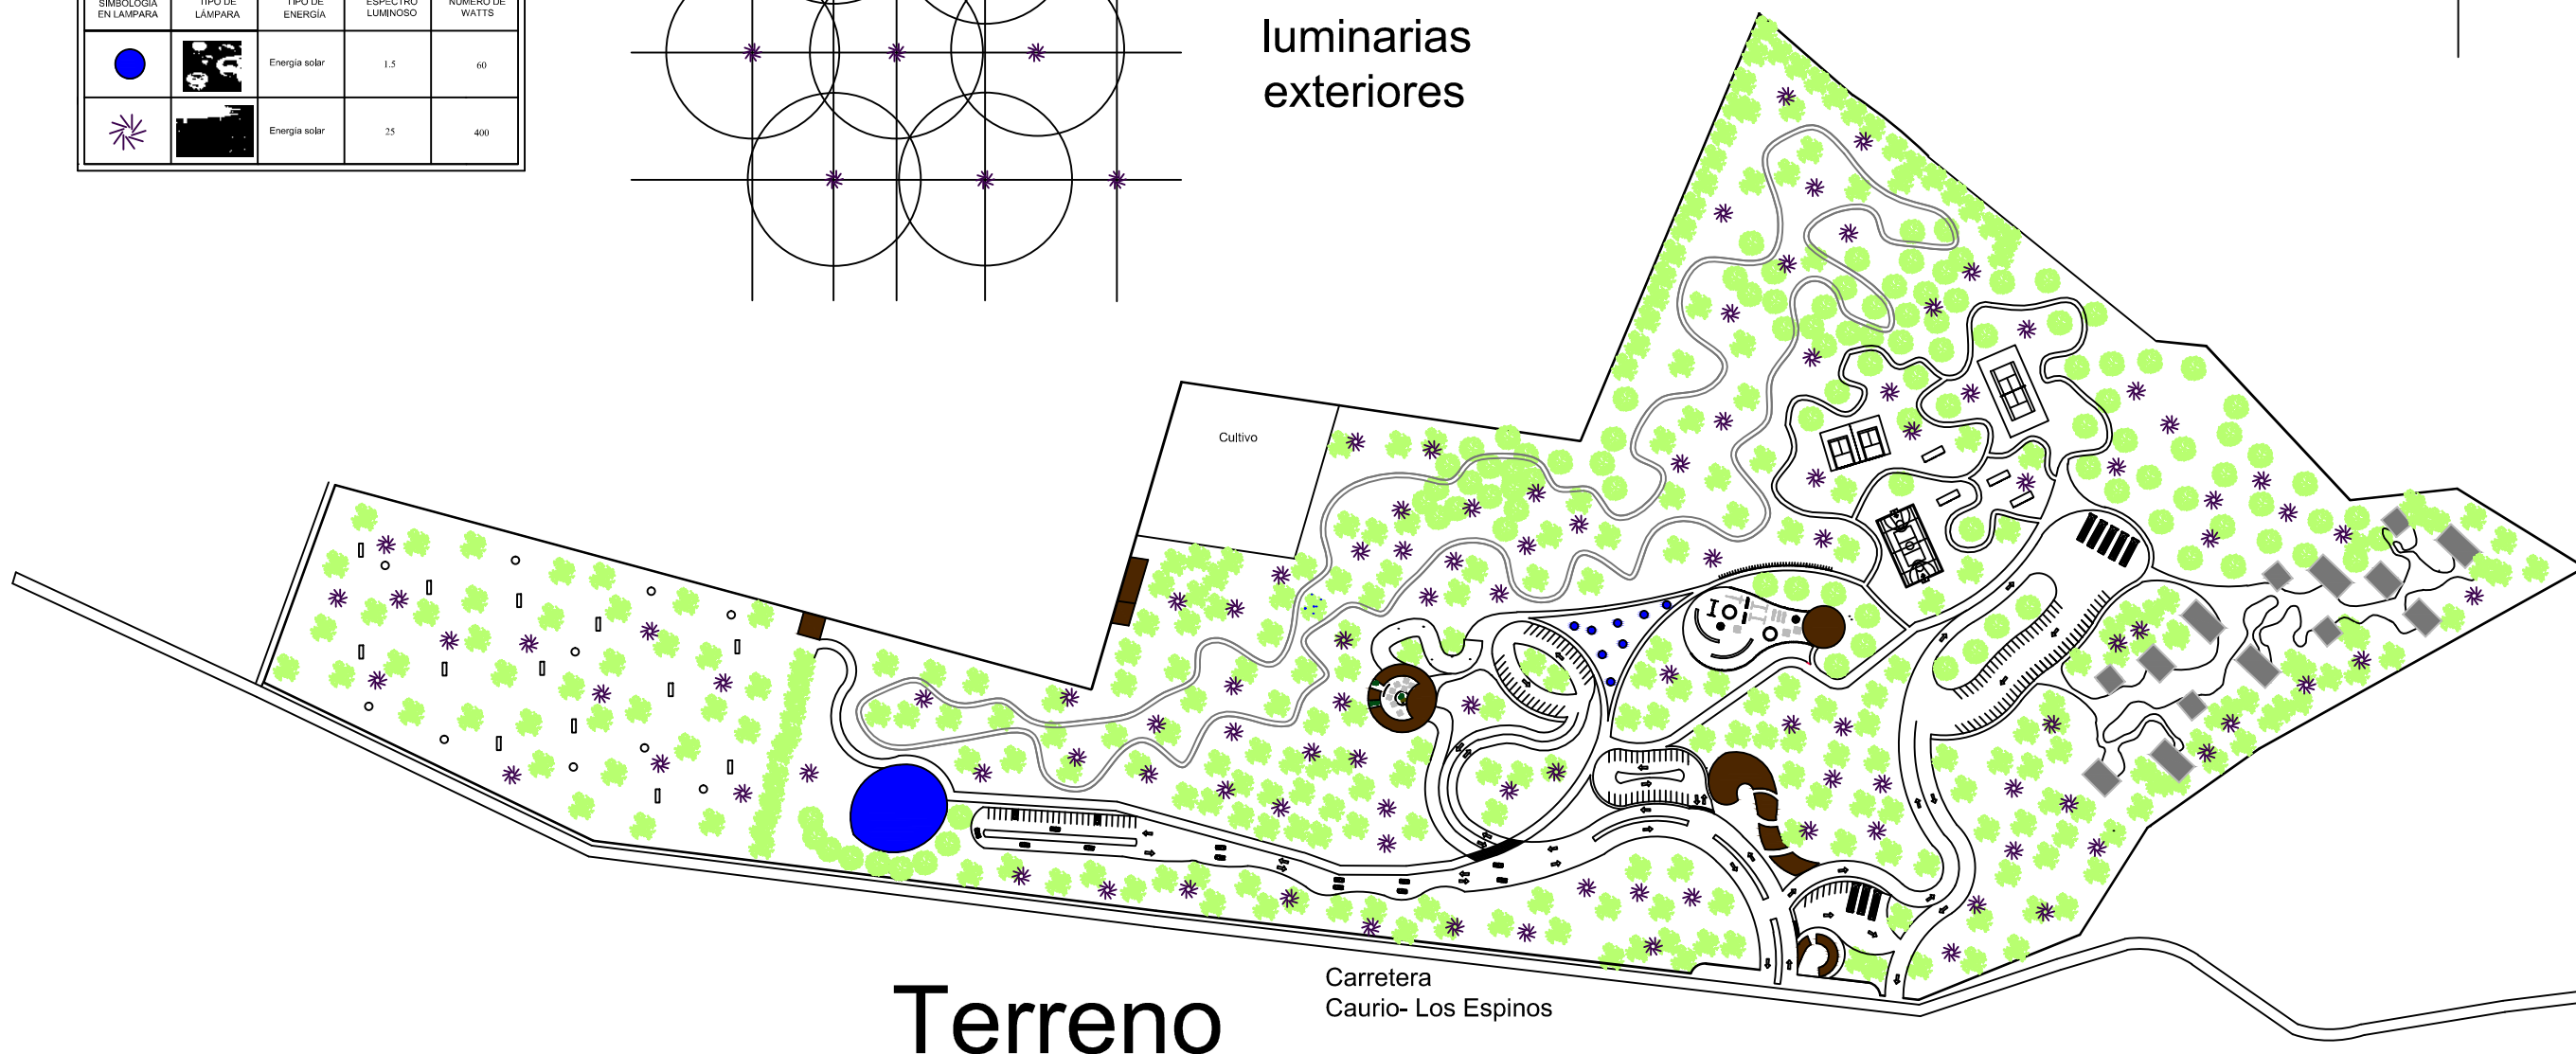 SIMBOLOGÍA
EN LAMPARA
TIPO DE
LÁMPARA
TIPO DE
ENERGÍA
ESPECTRO
LUMINOSO
NÚMERO DE
WATTS
Energía solar
1.5
60
Energía solar
25
400
luminarias
exteriores
Cultivo
Carretera
Caurio- Los Espinos
Terreno